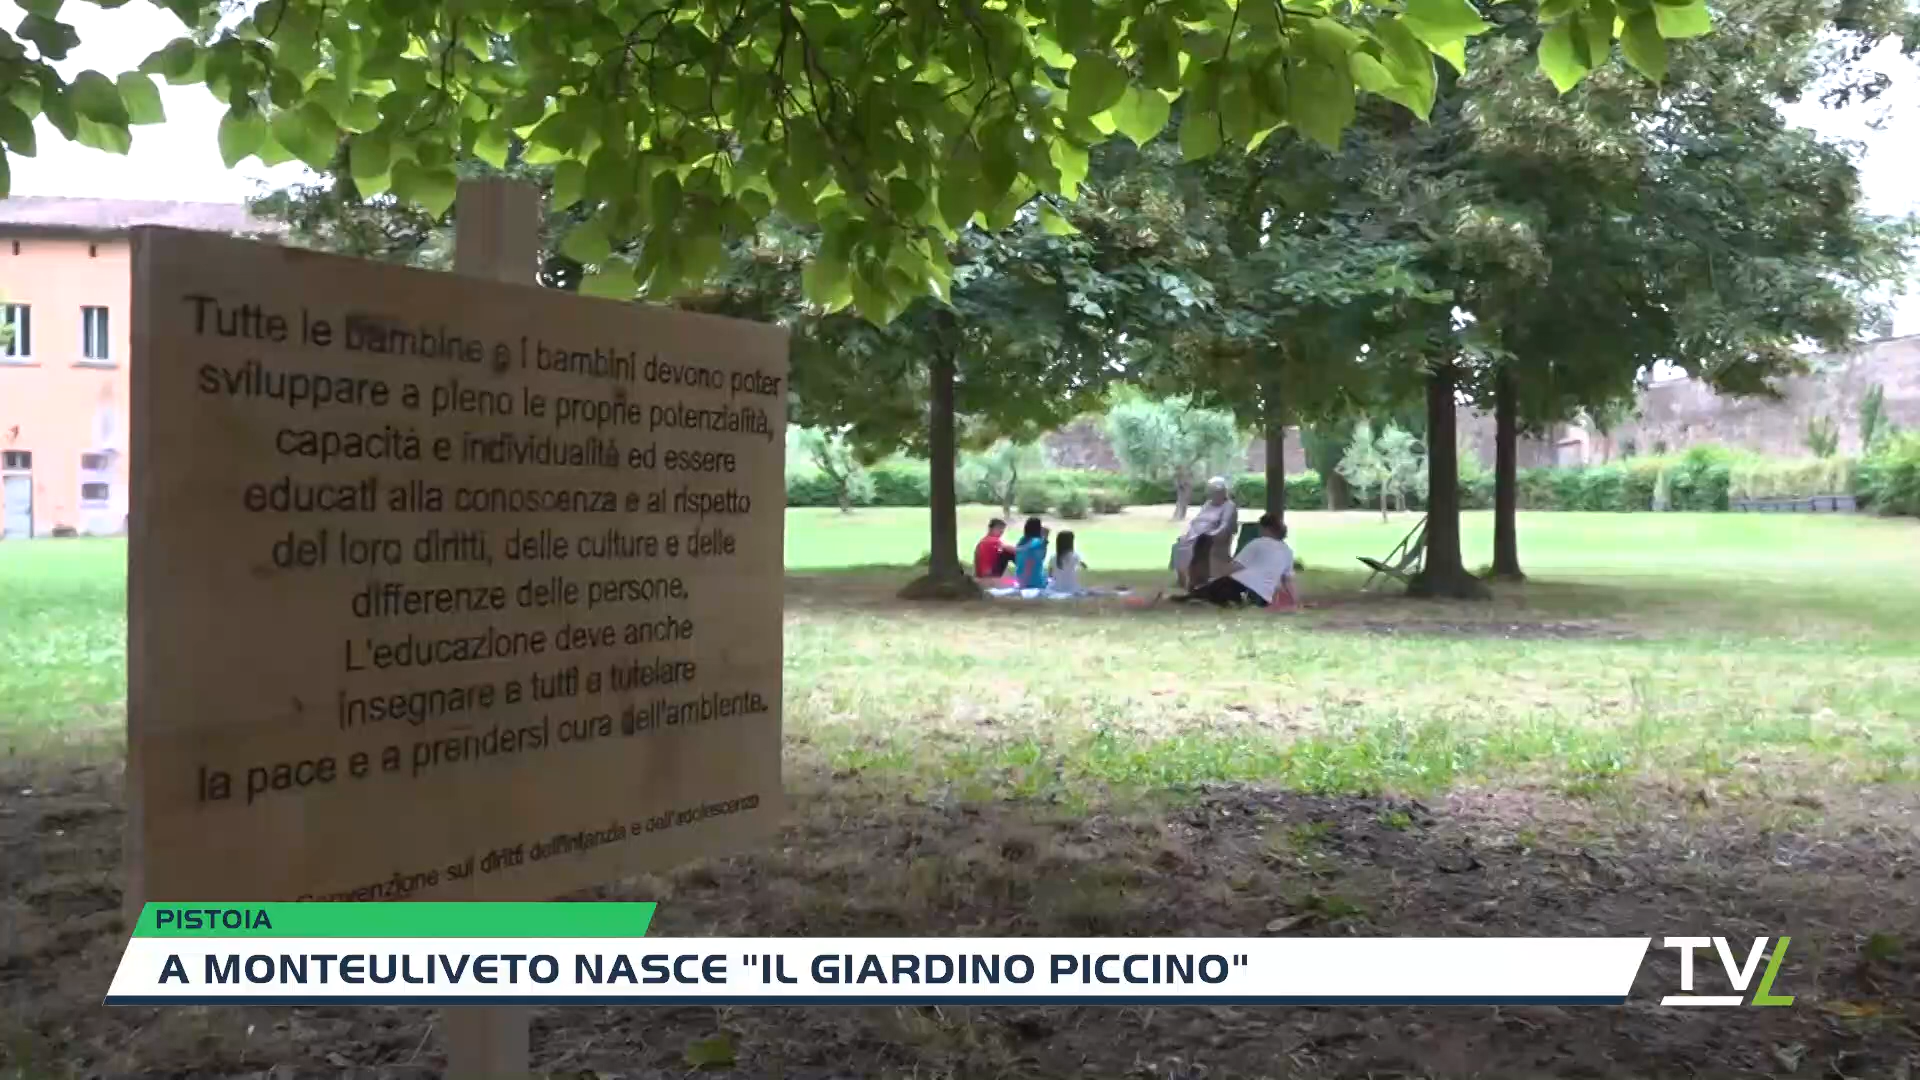 Tutte le bambine e i bambini devono poter
sviluppare a pieno le proprie potenzialità,
capacità e individualità ed essere
educati alla conoscenza e al rispetto
dei loro diritti, delle culture e delle
differenze delle persone.
L'educazione deve anche
insegnare a tutti a tutelare
la pace e a prendersi cura dell'ambiente.
Convenzione sui diritti dell'infanzia e dell'adolescenza
PISTOIA
A MONTEULIVETO NASCE "IL GIARDINO PICCINO"
TVL